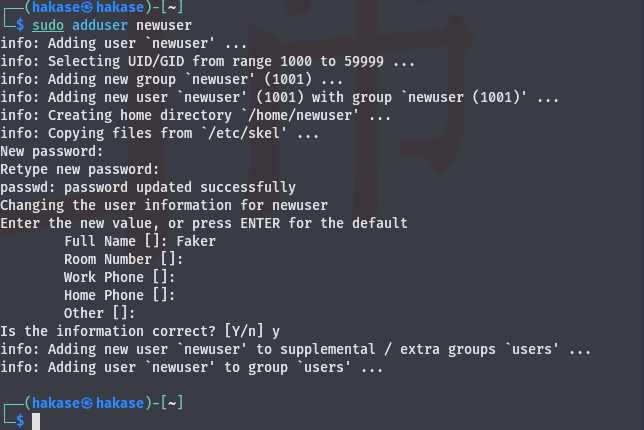 ┌──(hakase㉿hakase)-[~]
└─$ sudo adduser newuser
info: Adding user `newuser' ...
info: Selecting UID/GID from range 1000 to 59999 ...
info: Adding new group `newuser' (1001) ...
info: Adding new user `newuser' (1001) with group `newuser (1001)' ...
info: Creating home directory `/home/newuser' ...
info: Copying files from `/etc/skel' ...
New password:
Retype new password:
passwd: password updated successfully
Changing the user information for newuser
Enter the new value, or press ENTER for the default
        Full Name []: Faker
        Room Number []:
        Work Phone []:
        Home Phone []:
        Other []:
Is the information correct? [Y/n] y
info: Adding new user `newuser' to supplemental / extra groups `users' ...
info: Adding user `newuser' to group `users' ...
┌──(hakase㉿hakase)-[~]
└─$